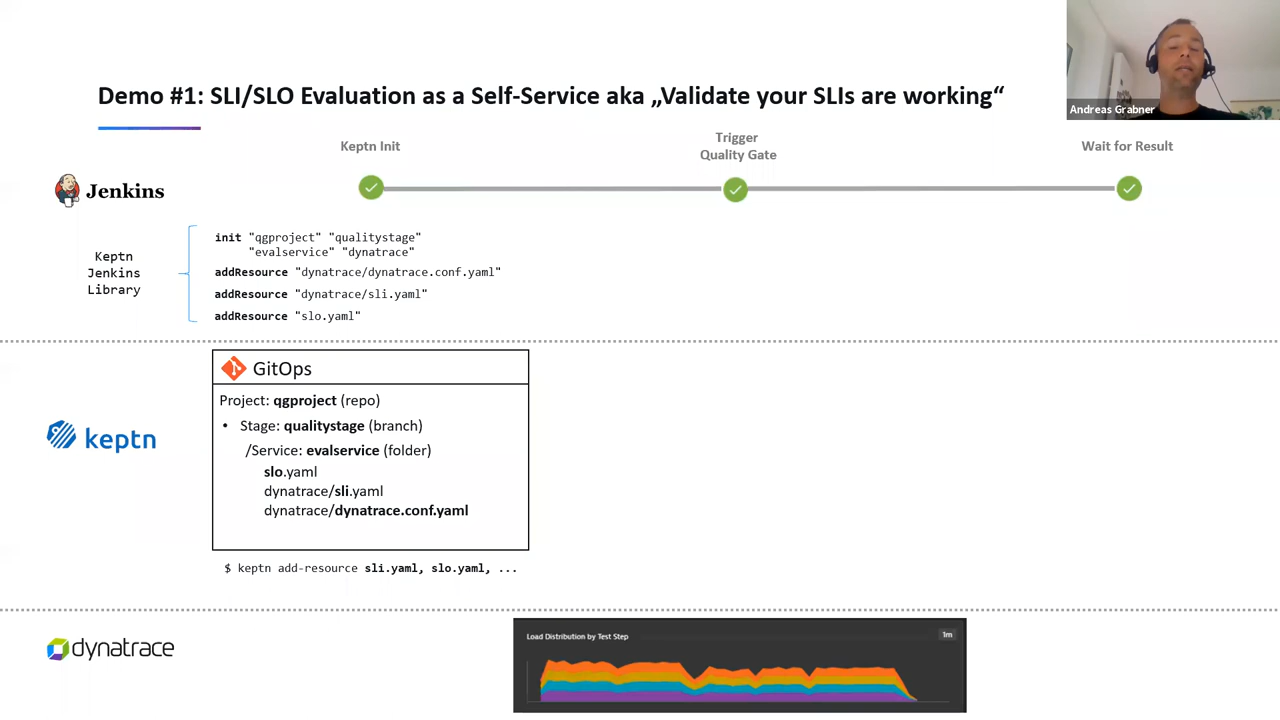 Andreas Grabner
Demo #1: SLI/SLO Evaluation as a Self-Service aka „Validate your SLIs are working“
Keptn Init
Trigger
Quality Gate
Wait for Result
Jenkins
Keptn
Jenkins
Library
init "qgproject" "qualitystage"
"evalservice" "dynatrace"
addResource "dynatrace/dynatrace.conf.yaml"
addResource "dynatrace/sli.yaml"
addResource "slo.yaml"
keptn
GitOps
Project: qgproject (repo)
• Stage: qualitystage (branch)
/Service: evalservice (folder)
slo.yaml
dynatrace/sli.yaml
dynatrace/dynatrace.conf.yaml
$ keptn add-resource sli.yaml, slo.yaml, ...
dynatrace
Load Distribution by Test Step
1m